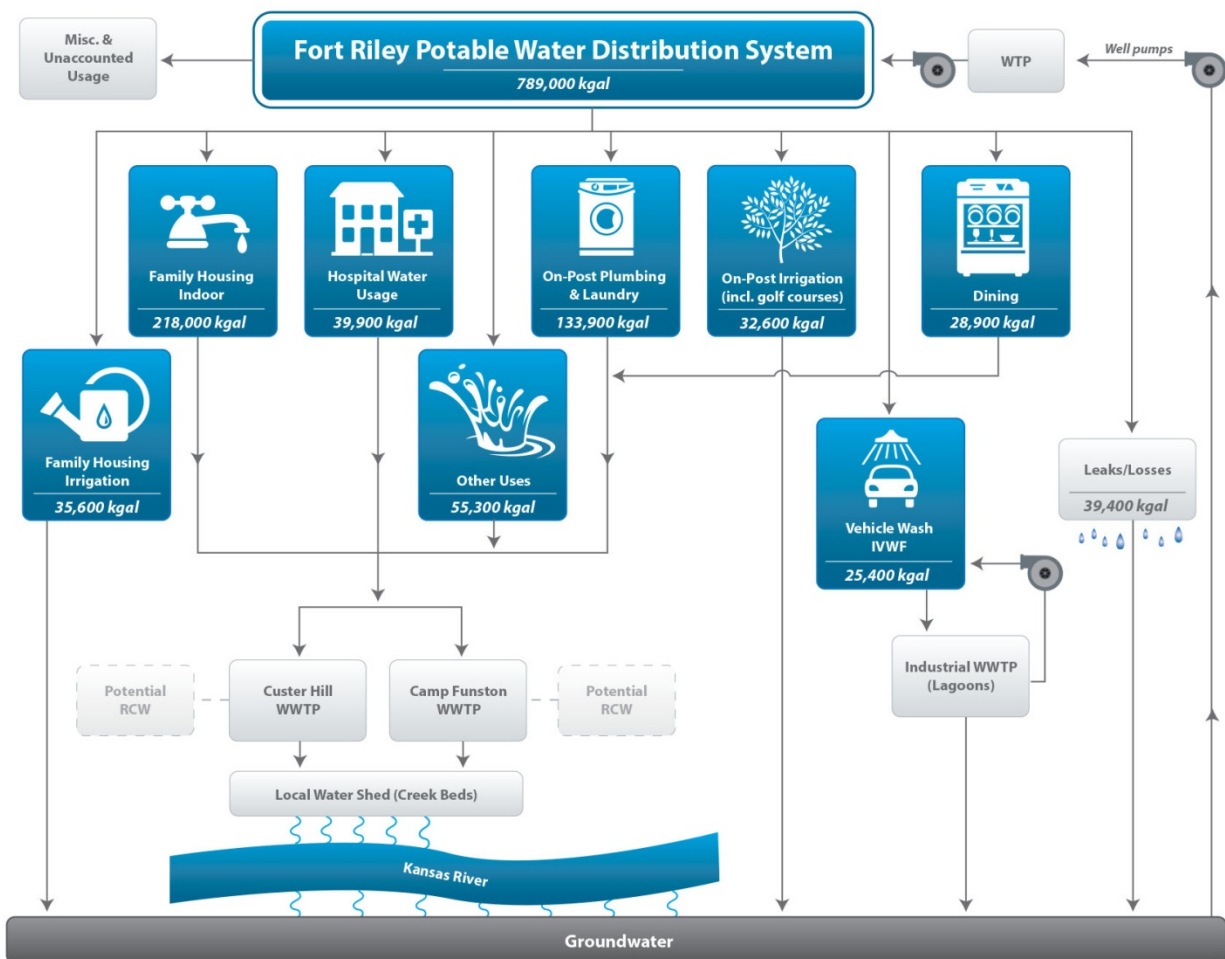 Misc. &
Unaccounted
Usage
Fort Riley Potable Water Distribution System
789,000 kgal
WTP
Well pumps
Family Housing
Indoor
218,000 kgal
Hospital Water
Usage
39,900 kgal
On-Post Plumbing
& Laundry
133,900 kgal
On-Post Irrigation
(incl. golf courses)
32,600 kgal
Dining
28,900 kgal
Family Housing
Irrigation
35,600 kgal
Other Uses
55,300 kgal
Vehicle Wash
IVWF
25,400 kgal
Leaks/Losses
39,400 kgal
Potential
RCW
Custer Hill
WWTP
Camp Funston
WWTP
Potential
RCW
Industrial WWTP
(Lagoons)
Local Water Shed (Creek Beds)
Kansas River
Groundwater